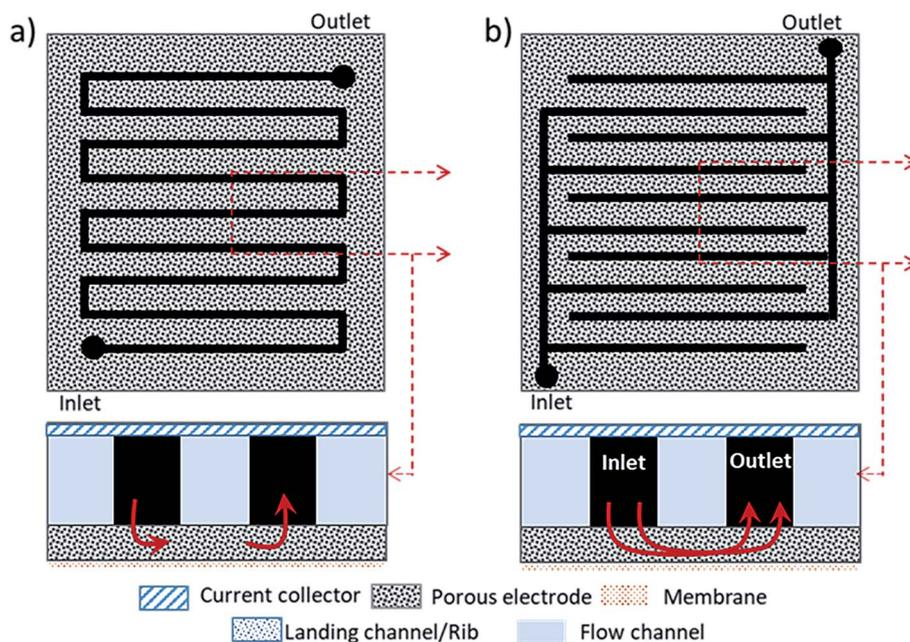 a)
Outlet
Inlet
b)
Outlet
Inlet
Inlet Outlet
Current collector Porous electrode Membrane
Landing channel/Rib Flow channel